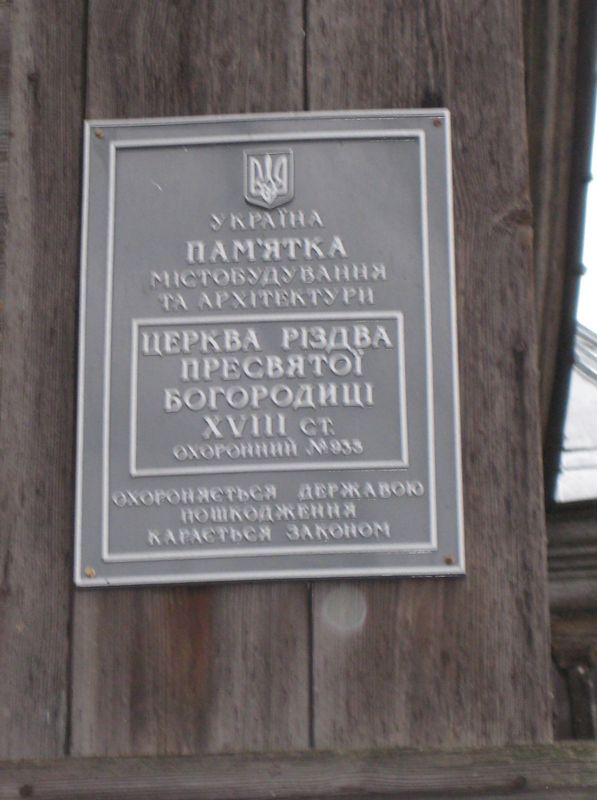 УКРАЇНА
ПАМ'ЯТКА
МІСТОБУДУВАННЯ
ТА АРХІТЕКТУРИ
ЦЕРКВА РІЗДВА
ПРЕСВЯТОЇ
БОГОРОДИЦІ
XVIII СТ.
ОХОРОННИЙ №933
ОХОРОНЯЄТЬСЯ ДЕРЖАВОЮ
ПОШКОДЖЕННЯ
КАРАЄТЬСЯ ЗАКОНОМ